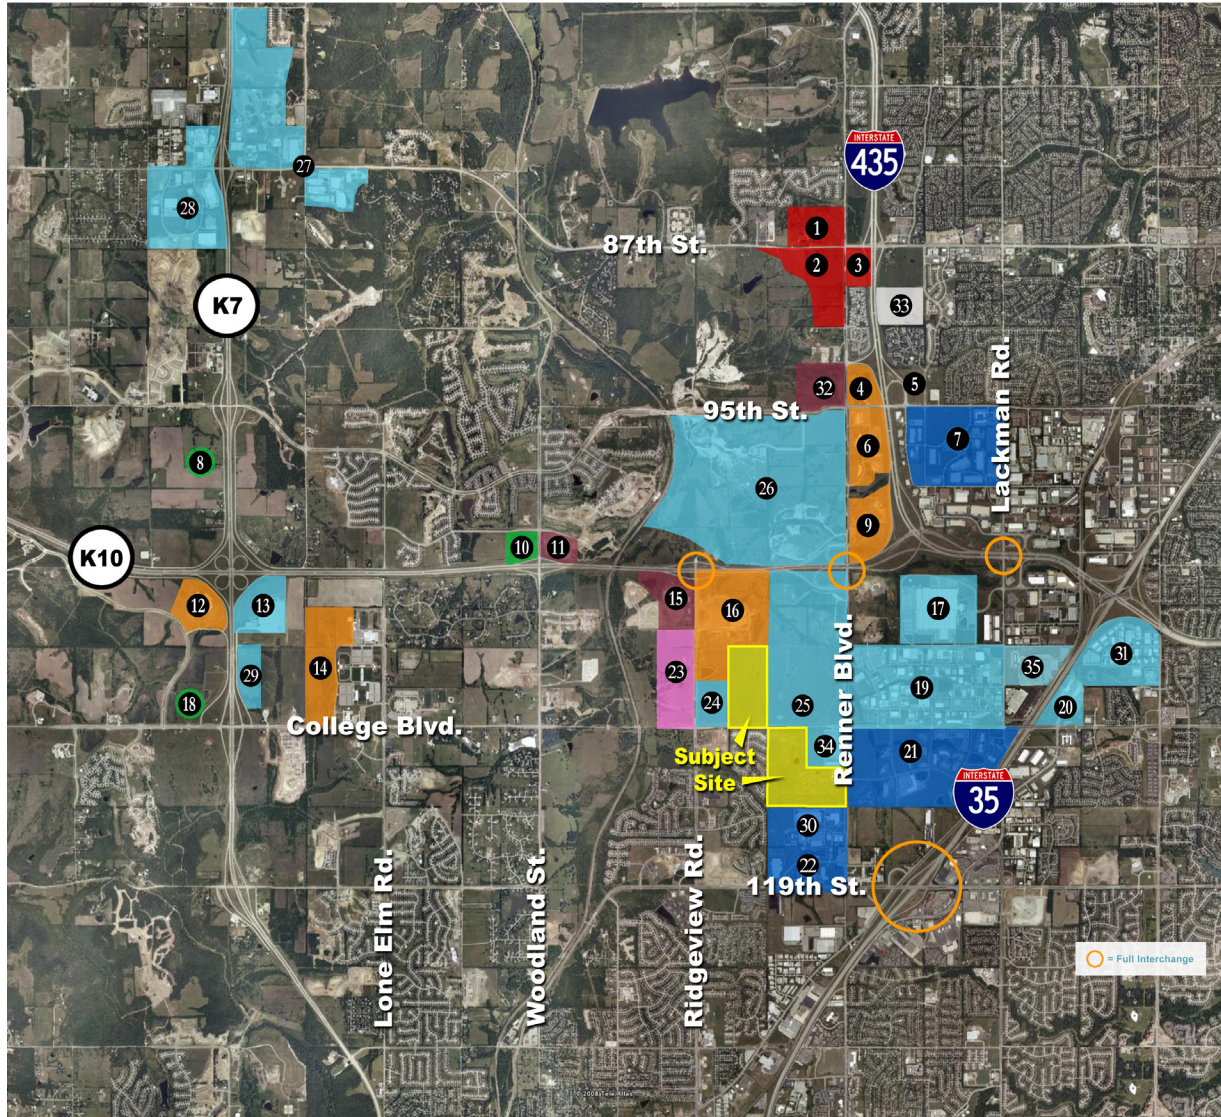 INTERSTATE
435
27
28
1
87th St.
2
3
K7
33
Lackman Rd.
32
4
5
95th St.
6
7
8
26
9
K10
10
11
12
13
15
16
17
14
29
23
24
25
19
35
31
18
20
College Blvd.
Subject
Site
34
Renner Blvd.
21
INTERSTATE
35
30
22
119th St.
Lone Elm Rd.
Woodland St.
Ridgeview Rd.
= Full Interchange
© 2008 Tele Atlas